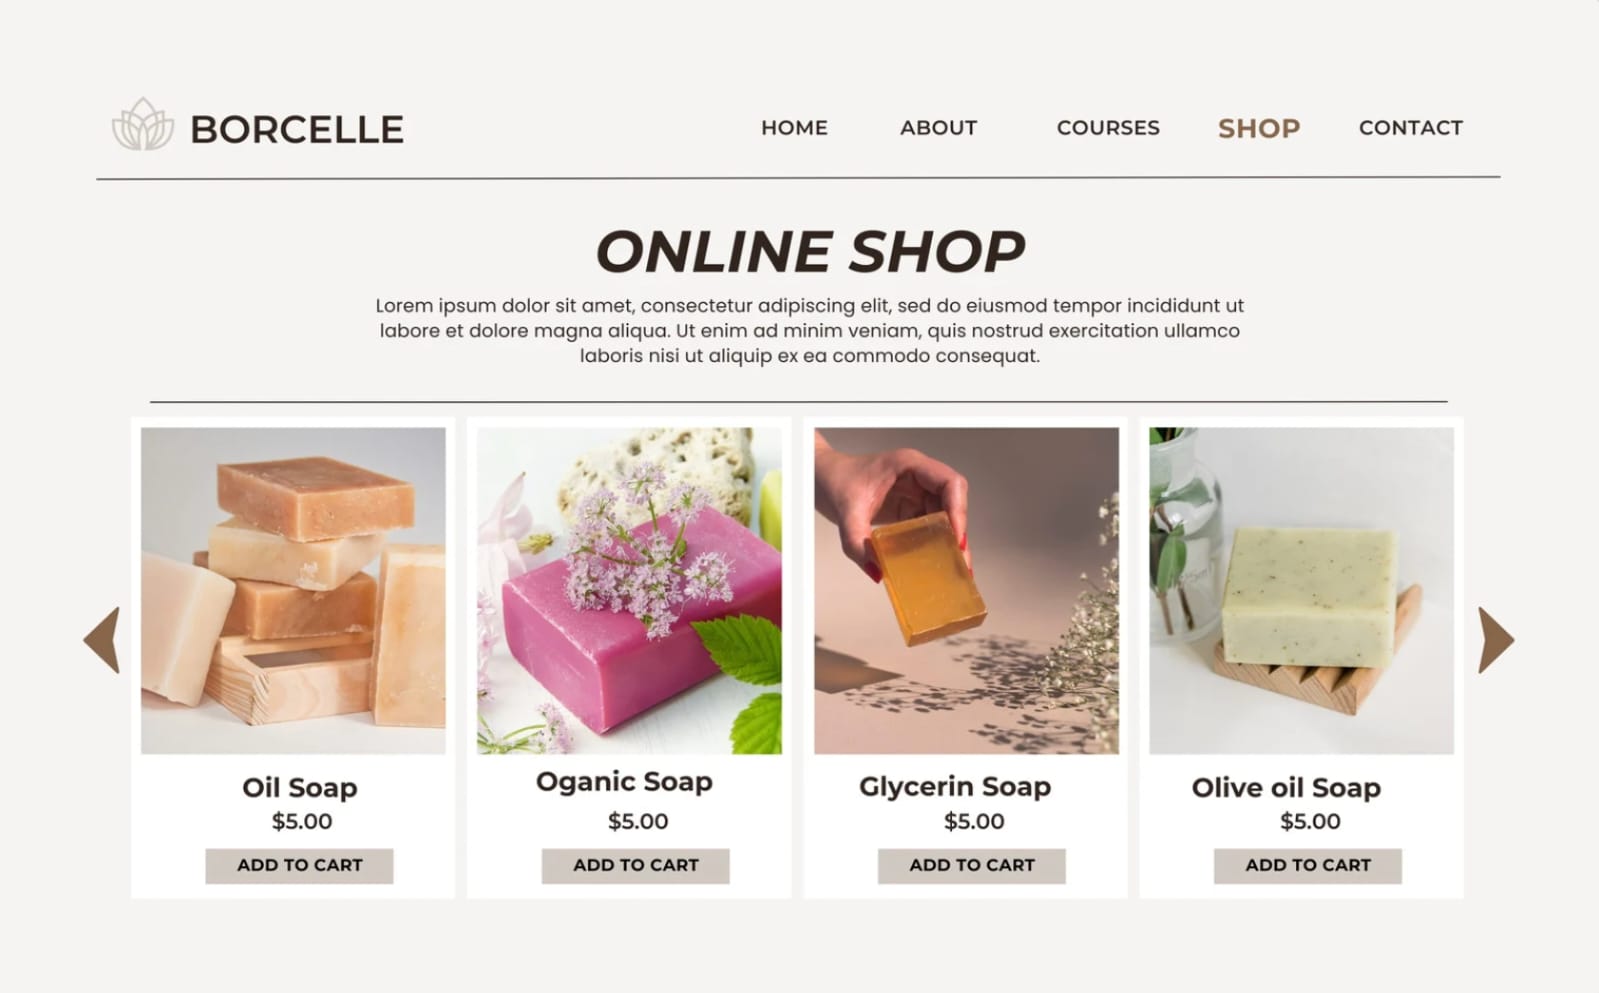 BORCELLE
HOME ABOUT COURSES SHOP CONTACT
ONLINE SHOP
Lorem ipsum dolor sit amet, consectetur adipiscing elit, sed do eiusmod tempor incididunt ut
labore et dolore magna aliqua. Ut enim ad minim veniam, quis nostrud exercitation ullamco
laboris nisi ut aliquip ex ea commodo consequat.
Oil Soap
$5.00
ADD TO CART
Oganic Soap
$5.00
ADD TO CART
Glycerin Soap
$5.00
ADD TO CART
Olive oil Soap
$5.00
ADD TO CART